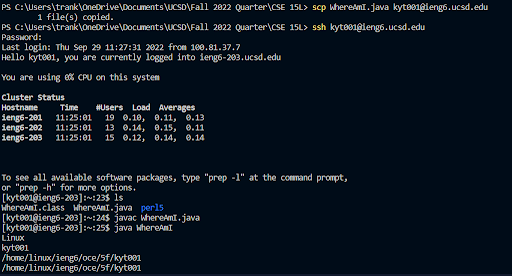 PS C:\Users\trank\OneDrive\Documents\UCSD\Fall 2022 Quarter\CSE 15L> scp WhereAmI.java kyt001@ieng6.ucsd.edu
1 file(s) copied.
PS C:\Users\trank\OneDrive\Documents\UCSD\Fall 2022 Quarter\CSE 15L> ssh kyt001@ieng6.ucsd.edu
Password:
Last login: Thu Sep 29 11:27:31 2022 from 100.81.37.7
Hello kyt001, you are currently logged into ieng6-203.ucsd.edu
You are using 0% CPU on this system
Cluster Status
Hostname Time #Users Load Averages
ieng6-201 11:25:01 19 0.10, 0.11, 0.13
ieng6-202 11:25:01 13 0.14, 0.15, 0.11
ieng6-203 11:25:01 15 0.12, 0.14, 0.14
To see all available software packages, type "prep -l" at the command prompt,
or "prep -h" for more options.
[kyt001@ieng6-203]:~:23$ ls
WhereAmI.class WhereAmI.java perl5
[kyt001@ieng6-203]:~:24$ javac WhereAmI.java
[kyt001@ieng6-203]:~:25$ java WhereAmI
Linux
kyt001
/home/linux/ieng6/oce/5f/kyt001
/home/linux/ieng6/oce/5f/kyt001